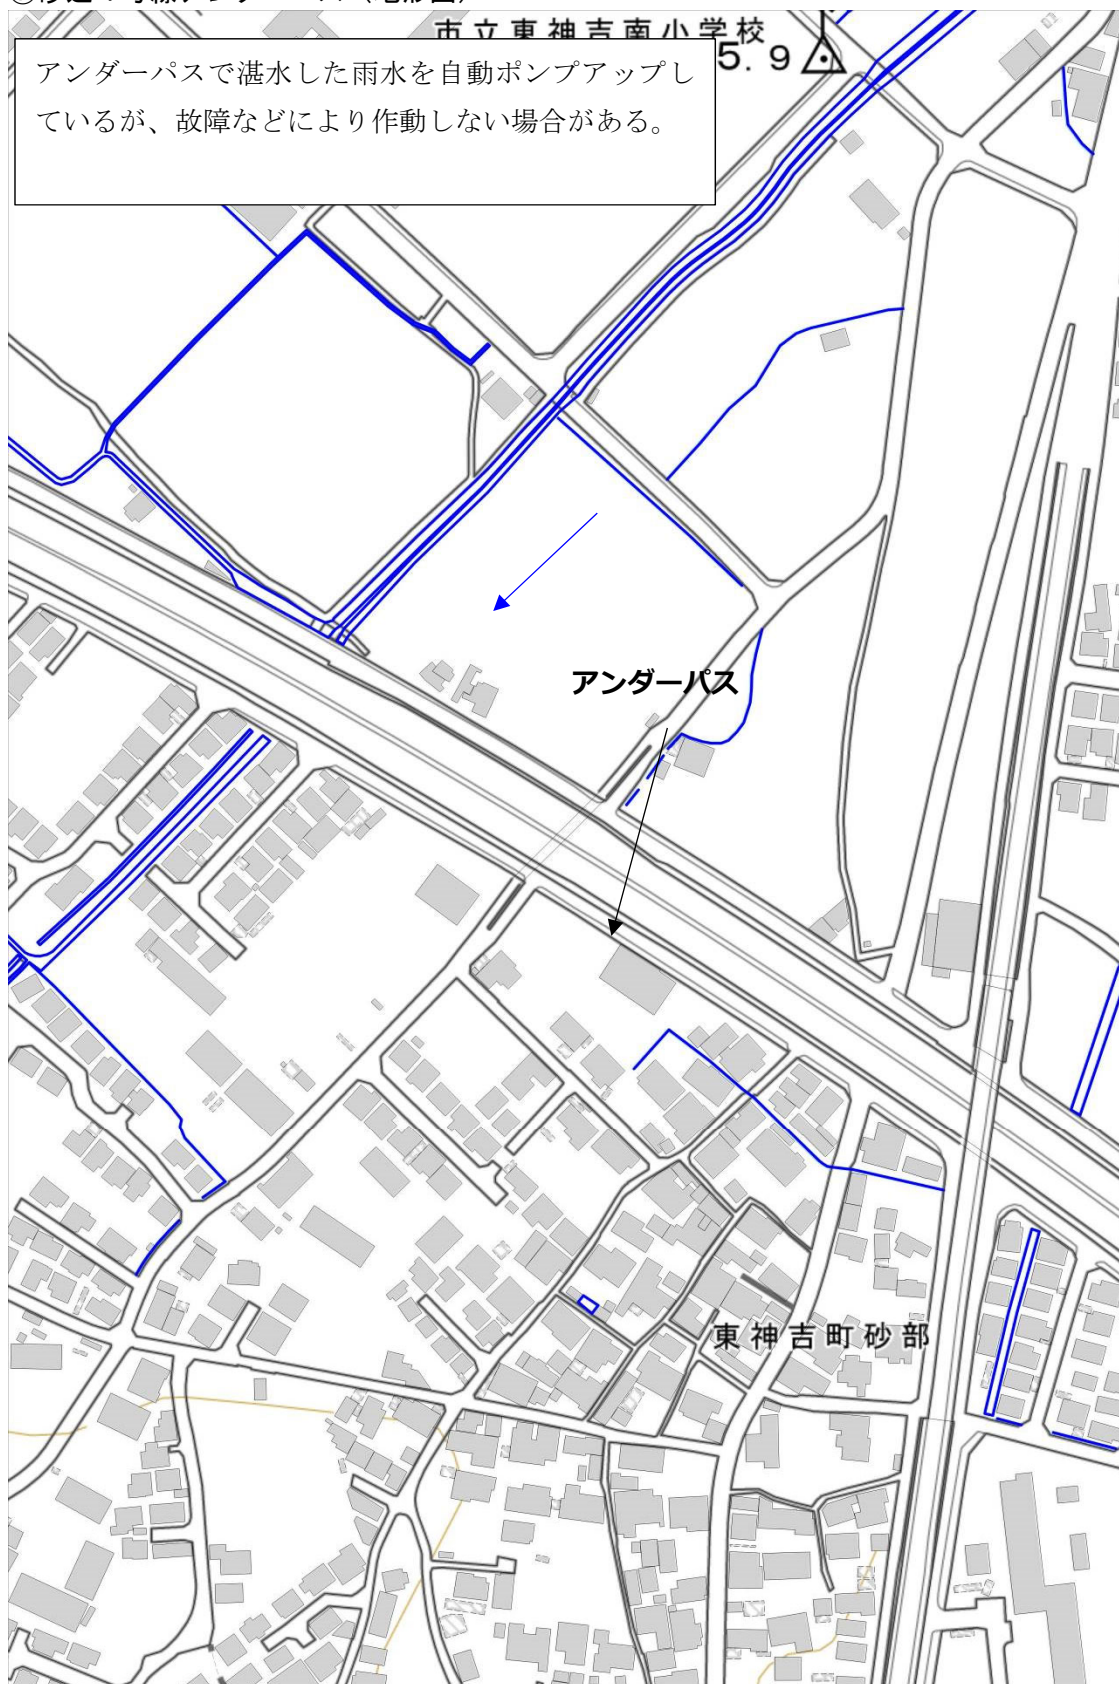 市立東神吉南小学校
5.9
アンダーパスで湛水した雨水を自動ポンプアップし
ているが、故障などにより作動しない場合がある。
アンダーパス
東神吉町砂部